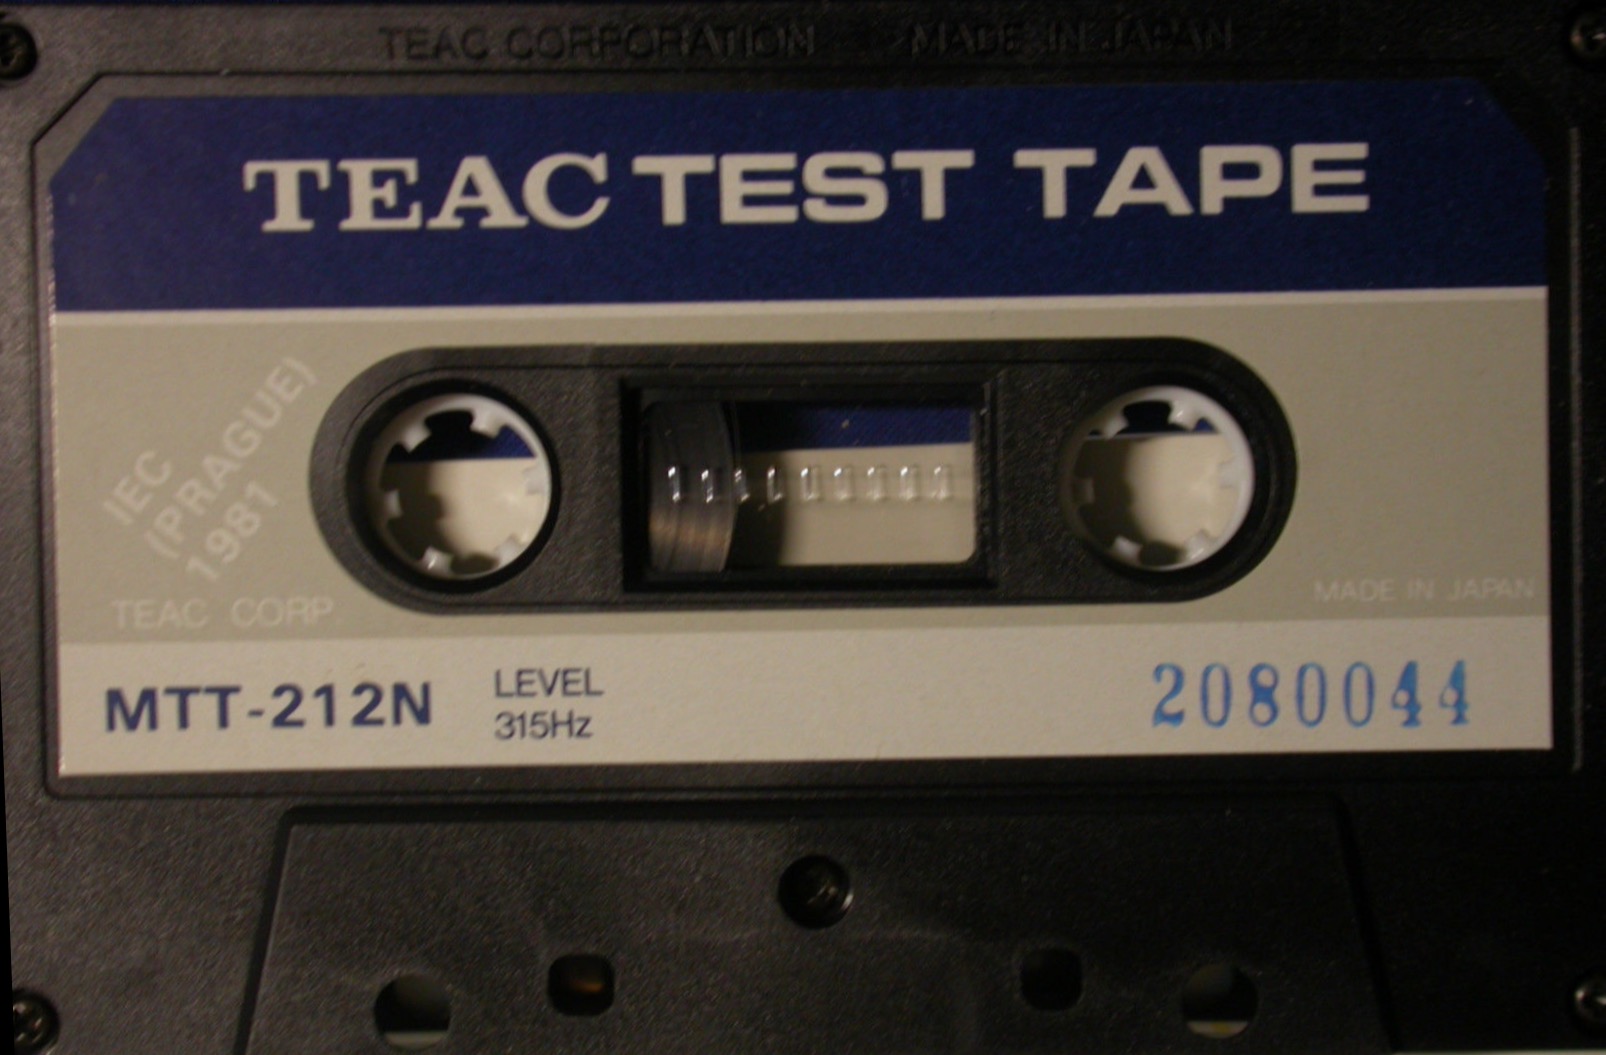 TEAC CORPORATION MADE IN JAPAN
TEAC TEST TAPE
IEC
(PRAGUE)
1981
TEAC CORP
MADE IN JAPAN
MTT-212N
LEVEL
315Hz
2080044